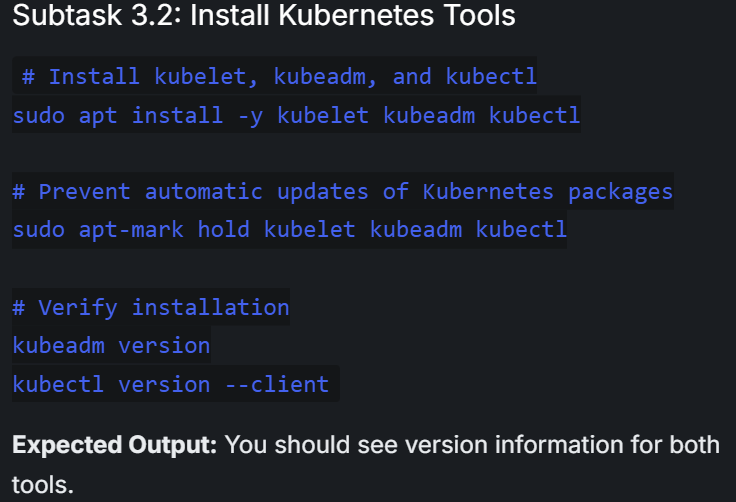 Subtask 3.2: Install Kubernetes Tools
# Install kubelet, kubeadm, and kubectl
sudo apt install -y kubelet kubeadm kubectl
# Prevent automatic updates of Kubernetes packages
sudo apt-mark hold kubelet kubeadm kubectl
# Verify installation
kubeadm version
kubectl version --client
Expected Output: You should see version information for both
tools.